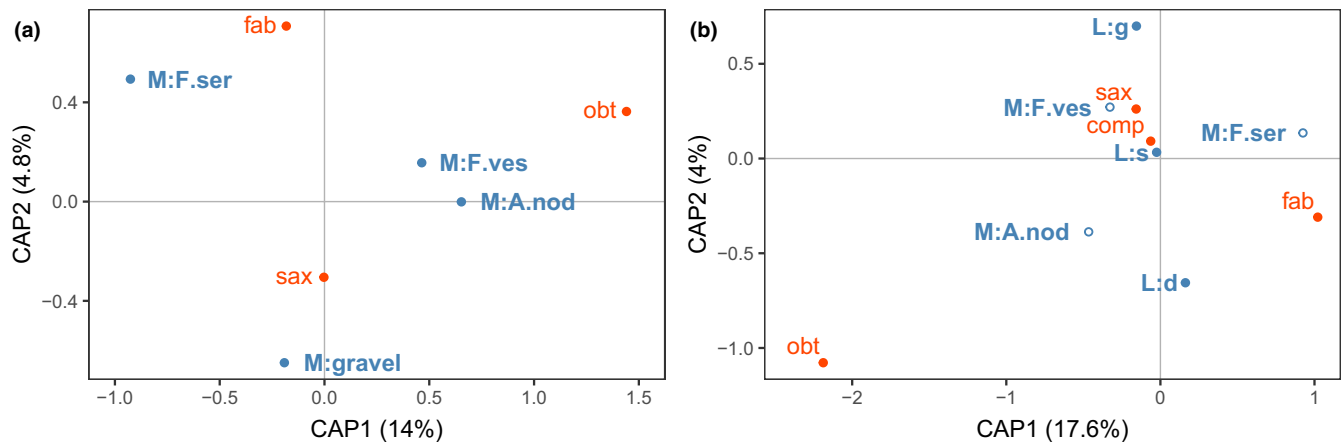 (a)
fab
M:F.ser
obt
M:F.ves
M:A.nod
sax
M:gravel
0.4
0.0
−0.4
−1.0
−0.5
0.0
0.5
1.0
1.5
CAP1 (14%)
CAP2 (4.8%)
(b)
L:g
sax
M:F.ves
comp
M:F.ser
L:s
fab
M:A.nod
L:d
obt
0.5
0.0
−0.5
−1.0
−2
−1
0
1
CAP1 (17.6%)
CAP2 (4%)